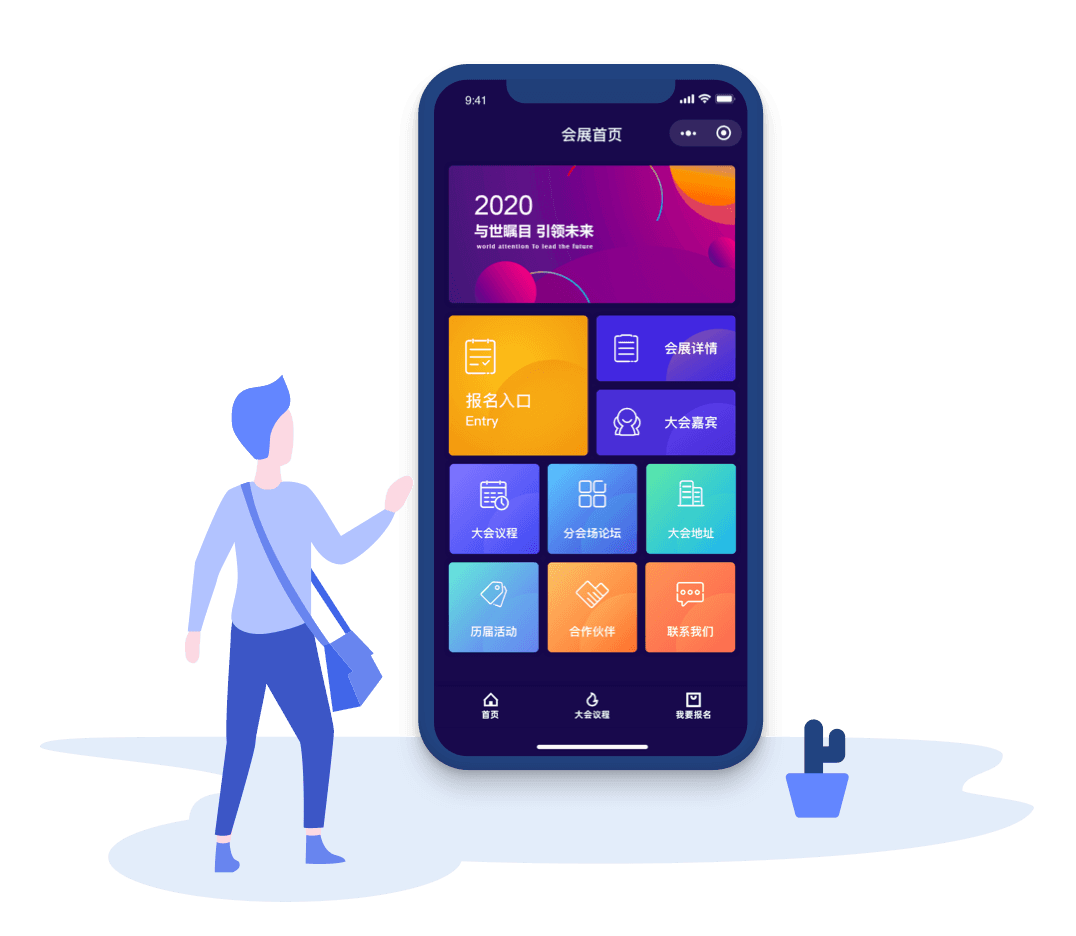 9:41
会展首页
2020
与世瞩目 引领未来
world attention To lead the future
报名入口
Entry
会展详情
大会嘉宾
大会议程
分会场论坛
大会地址
历届活动
合作伙伴
联系我们
首页
大会议程
我要报名